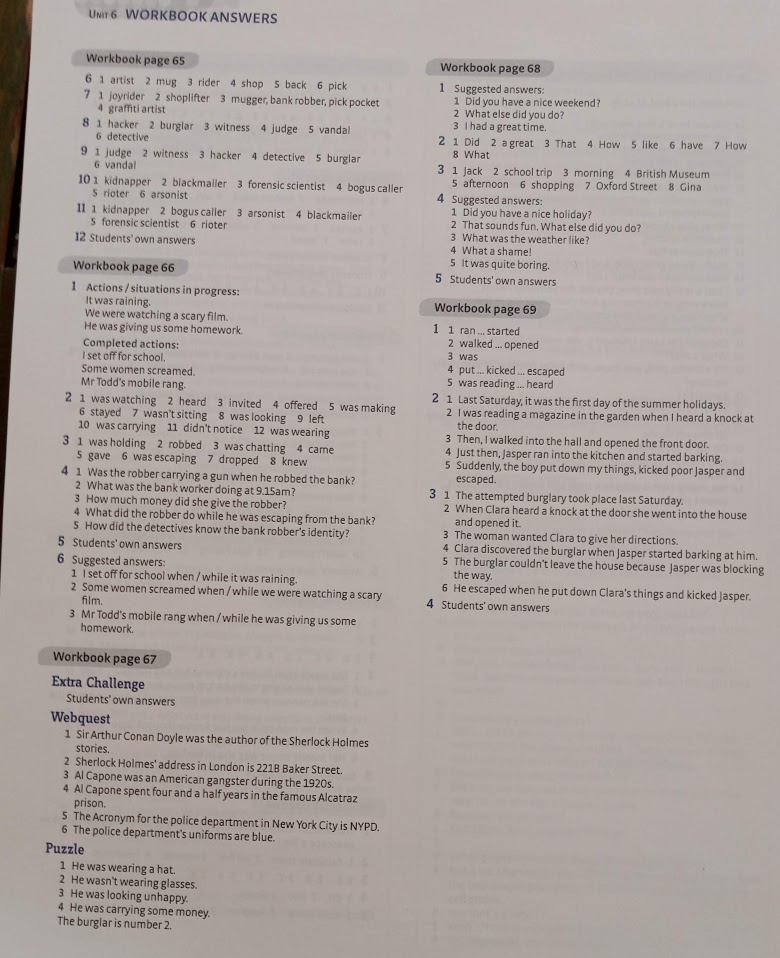 UNIT 6 WORKBOOK ANSWERS
Workbook page 65
6 1 artist 2 mug 3 rider 4 shop 5 back 6 pick
7 1 joyrider 2 shoplifter 3 mugger, bank robber, pick pocket
4 graffiti artist
8 1 hacker 2 burglar 3 witness 4 judge 5 vandal
6 detective
9 1 judge 2 witness 3 hacker 4 detective 5 burglar
6 vandal
10 1 kidnapper 2 blackmailer 3 forensic scientist 4 bogus caller
5 rioter 6 arsonist
11 1 kidnapper 2 bogus caller 3 arsonist 4 blackmailer
5 forensic scientist 6 rioter
12 Students' own answers
Workbook page 66
1 Actions / situations in progress:
It was raining.
We were watching a scary film.
He was giving us some homework.
Completed actions:
I set off for school.
Some women screamed.
Mr Todd's mobile rang.
2 1 was watching 2 heard 3 invited 4 offered 5 was making
6 stayed 7 wasn't sitting 8 was looking 9 left
10 was carrying 11 didn't notice 12 was wearing
3 1 was holding 2 robbed 3 was chatting 4 came
5 gave 6 was escaping 7 dropped 8 knew
4 1 Was the robber carrying a gun when he robbed the bank?
2 What was the bank worker doing at 9.15am?
3 How much money did she give the robber?
4 What did the robber do while he was escaping from the bank?
5 How did the detectives know the bank robber's identity?
5 Students' own answers
6 Suggested answers:
1 I set off for school when / while it was raining.
2 Some women screamed when / while we were watching a scary
film.
3 Mr Todd's mobile rang when / while he was giving us some
homework.
Workbook page 67
Extra Challenge
Students' own answers
Webquest
1 Sir Arthur Conan Doyle was the author of the Sherlock Holmes
stories.
2 Sherlock Holmes' address in London is 221B Baker Street.
3 Al Capone was an American gangster during the 1920s.
4 Al Capone spent four and a half years in the famous Alcatraz
prison.
5 The Acronym for the police department in New York City is NYPD.
6 The police department's uniforms are blue.
Puzzle
1 He was wearing a hat.
2 He wasn't wearing glasses.
3 He was looking unhappy.
4 He was carrying some money.
The burglar is number 2.
Workbook page 68
1 Suggested answers:
1 Did you have a nice weekend?
2 What else did you do?
3 I had a great time.
2 1 Did 2 a great 3 That 4 How 5 like 6 have 7 How
8 What
3 1 Jack 2 school trip 3 morning 4 British Museum
5 afternoon 6 shopping 7 Oxford Street 8 Gina
4 Suggested answers:
1 Did you have a nice holiday?
2 That sounds fun. What else did you do?
3 What was the weather like?
4 What a shame!
5 It was quite boring.
5 Students' own answers
Workbook page 69
1 1 ran ... started
2 walked ... opened
3 was
4 put ... kicked ... escaped
5 was reading ... heard
2 1 Last Saturday, it was the first day of the summer holidays.
2 I was reading a magazine in the garden when I heard a knock at
the door.
3 Then, I walked into the hall and opened the front door.
4 Just then, Jasper ran into the kitchen and started barking.
5 Suddenly, the boy put down my things, kicked poor Jasper and
escaped.
3 1 The attempted burglary took place last Saturday.
2 When Clara heard a knock at the door she went into the house
and opened it.
3 The woman wanted Clara to give her directions.
4 Clara discovered the burglar when Jasper started barking at him.
5 The burglar couldn't leave the house because Jasper was blocking
the way.
6 He escaped when he put down Clara's things and kicked Jasper.
4 Students' own answers